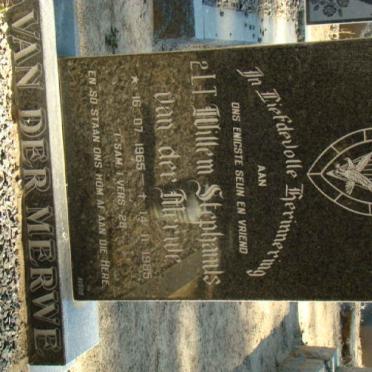 In Liefdevolle Herinnering
AAN
ONS ENIGSTE SEUN EN VRIEND
2LT Willem Stephanus
van der Merwe
★ 16·07·1965
1·SAM. 1 VERS 28
EN SO STAAN ONS HOM AF AAN DIE HERE
VAN DER MERWE